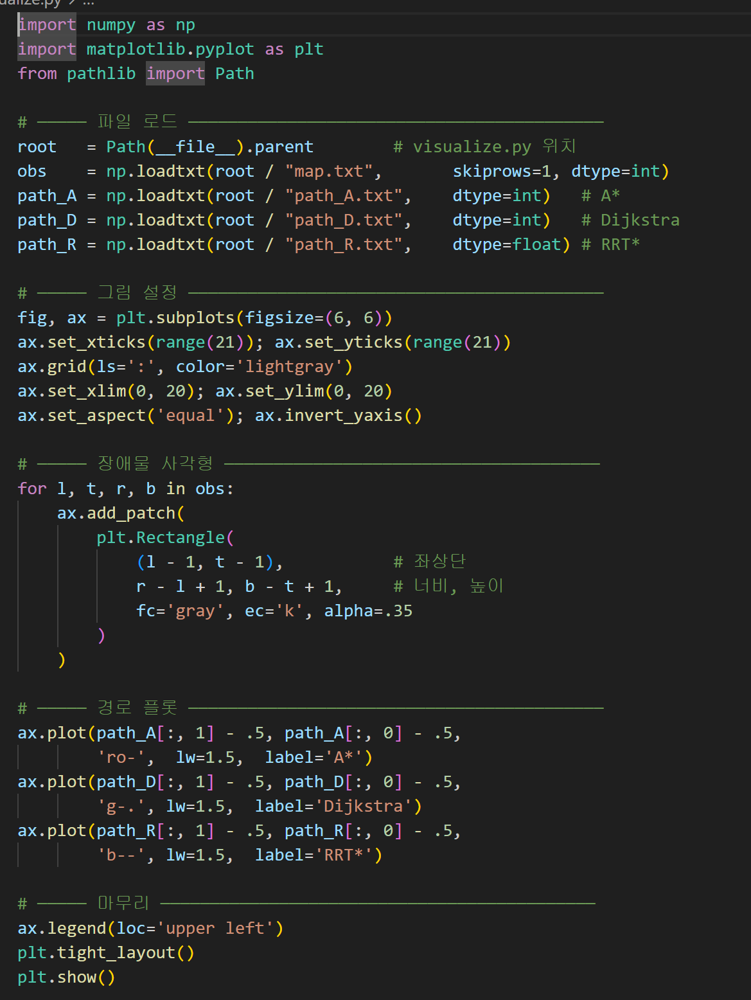 ualize.py > ...
import numpy as np
import matplotlib.pyplot as plt
from pathlib import Path
# ───── 파일 로드 ──────────────────────────────────────────
root   = Path(__file__).parent        # visualize.py 위치
obs    = np.loadtxt(root / "map.txt",       skiprows=1, dtype=int)
path_A = np.loadtxt(root / "path_A.txt",    dtype=int)   # A*
path_D = np.loadtxt(root / "path_D.txt",    dtype=int)   # Dijkstra
path_R = np.loadtxt(root / "path_R.txt",    dtype=float) # RRT*
# ───── 그림 설정 ──────────────────────────────────────────
fig, ax = plt.subplots(figsize=(6, 6))
ax.set_xticks(range(21)); ax.set_yticks(range(21))
ax.grid(ls=':', color='lightgray')
ax.set_xlim(0, 20); ax.set_ylim(0, 20)
ax.set_aspect('equal'); ax.invert_yaxis()
# ───── 장애물 사각형 ──────────────────────────────────────
for l, t, r, b in obs:
    ax.add_patch(
        plt.Rectangle(
            (l - 1, t - 1),           # 좌상단
            r - l + 1, b - t + 1,     # 너비, 높이
            fc='gray', ec='k', alpha=.35
        )
    )
# ───── 경로 플롯 ──────────────────────────────────────────
ax.plot(path_A[:, 1] - .5, path_A[:, 0] - .5,
        'ro-',  lw=1.5,  label='A*')
ax.plot(path_D[:, 1] - .5, path_D[:, 0] - .5,
        'g-.', lw=1.5,  label='Dijkstra')
ax.plot(path_R[:, 1] - .5, path_R[:, 0] - .5,
        'b--', lw=1.5,  label='RRT*')
# ───── 마무리 ────────────────────────────────────────────
ax.legend(loc='upper left')
plt.tight_layout()
plt.show()